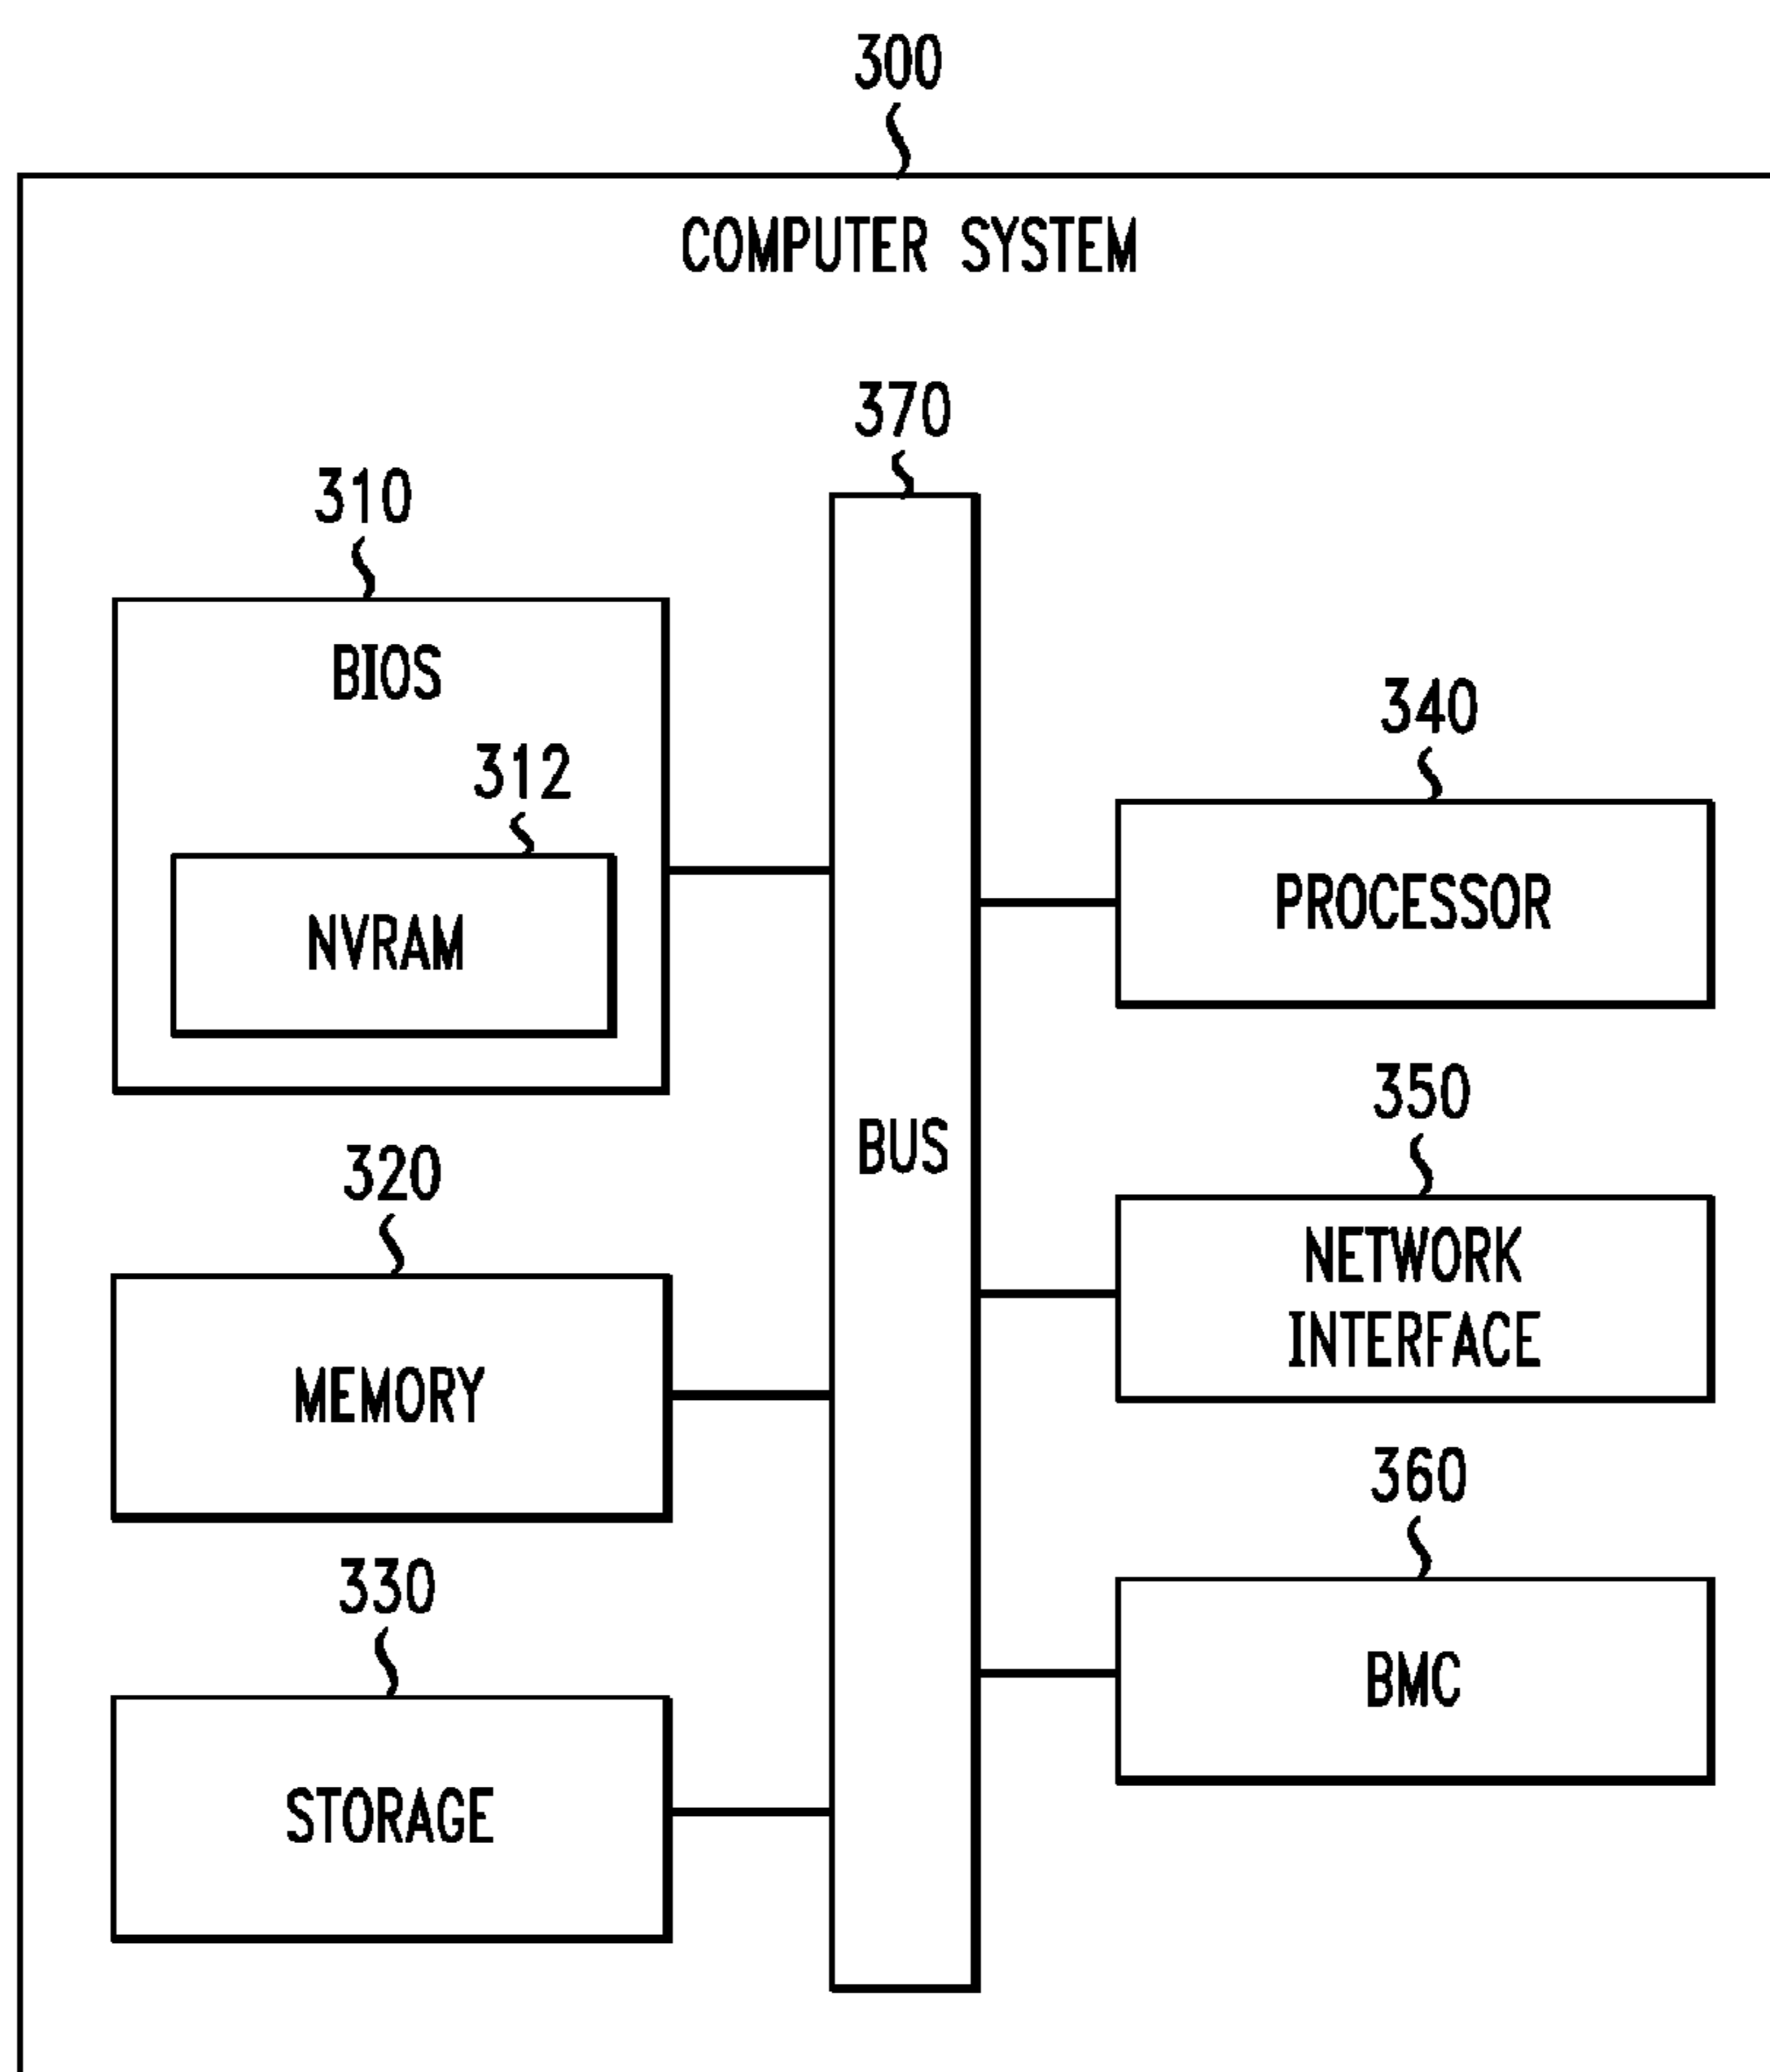 300
COMPUTER SYSTEM
370
310
BIOS
312
NVRAM
340
PROCESSOR
BUS
350
NETWORK
INTERFACE
320
MEMORY
360
BMC
330
STORAGE